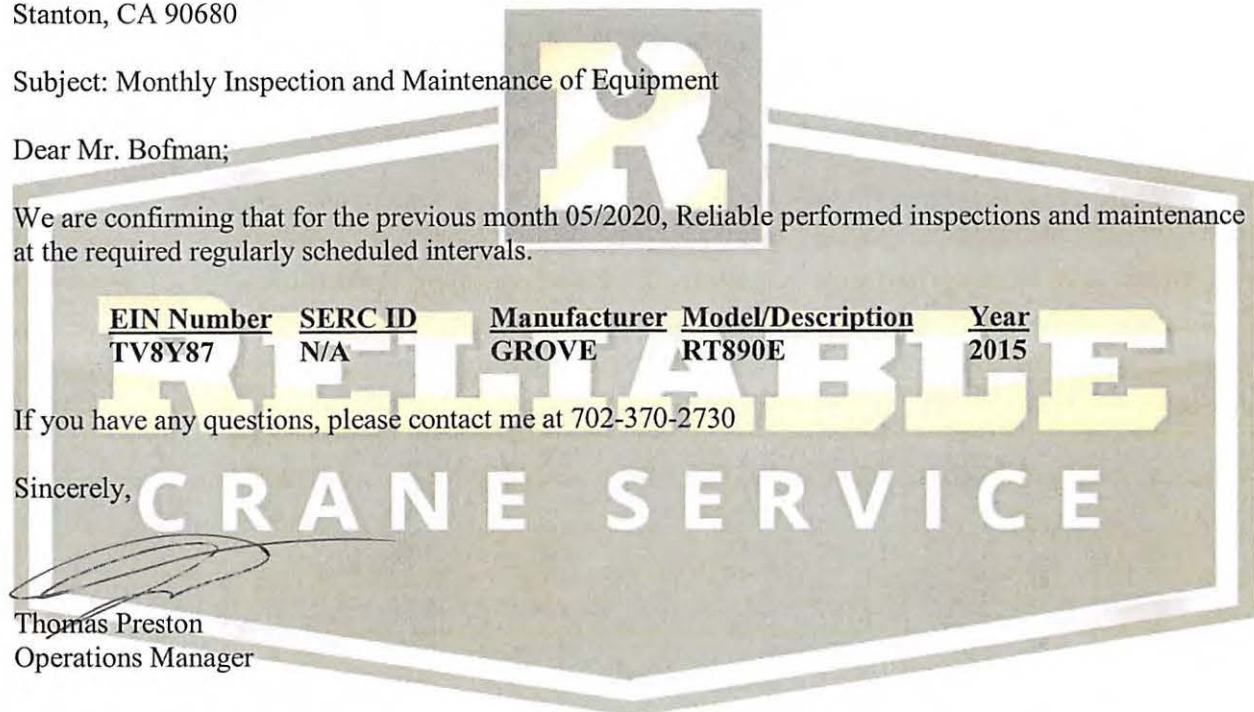 Stanton, CA 90680
Subject: Monthly Inspection and Maintenance of Equipment
Dear Mr. Bofman;
We are confirming that for the previous month 05/2020, Reliable performed inspections and maintenance
at the required regularly scheduled intervals.
EIN Number SERC ID Manufacturer Model/Description Year
TV8Y87 N/A GROVE RT890E 2015
If you have any questions, please contact me at 702-370-2730
Sincerely,
Thomas Preston
Operations Manager
R
RELIABLE
CRANE SERVICE